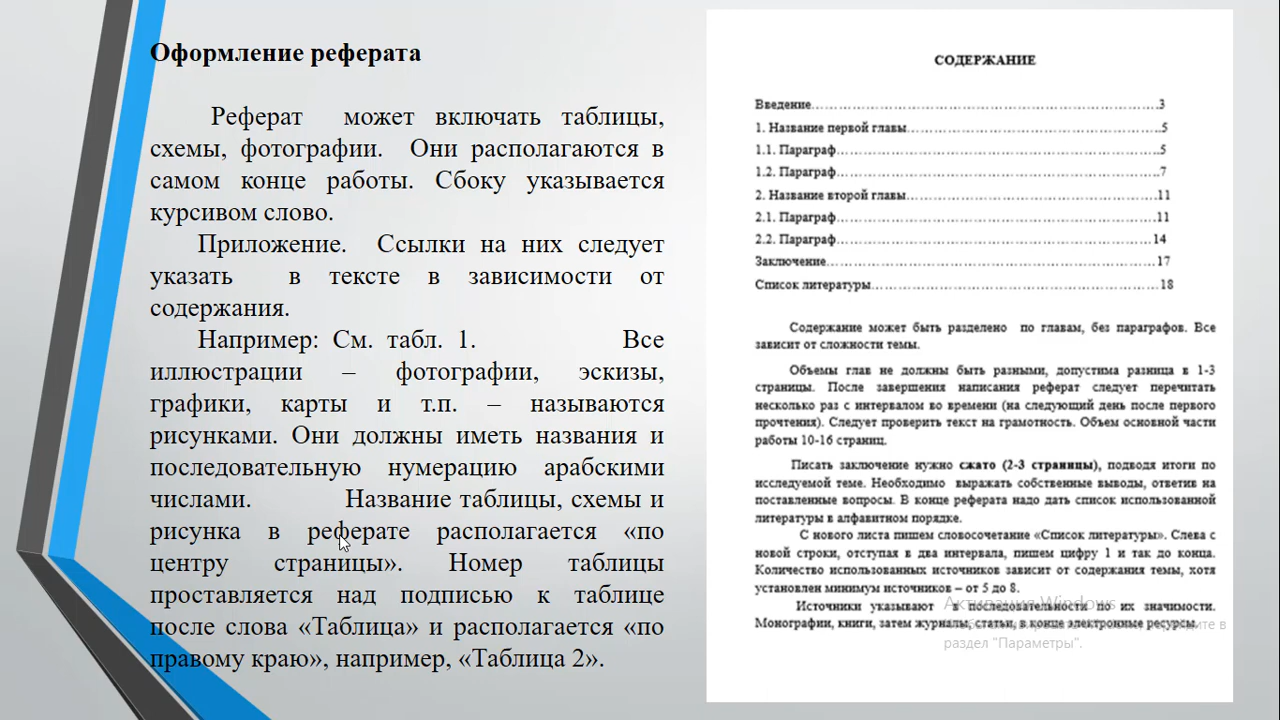 Оформление реферата
Реферат может включать таблицы,
схемы, фотографии. Они располагаются в
самом конце работы. Сбоку указывается
курсивом слово.
Приложение. Ссылки на них следует
указать в тексте в зависимости от
содержания.
Например: См. табл. 1. Все
иллюстрации – фотографии, эскизы,
графики, карты и т.п. – называются
рисунками. Они должны иметь названия и
последовательную нумерацию арабскими
числами. Название таблицы, схемы и
рисунка в реферате располагается «по
центру страницы». Номер таблицы
проставляется над подписью к таблице
после слова «Таблица» и располагается «по
правому краю», например, «Таблица 2».
СОДЕРЖАНИЕ
Введение……………………………………………………….3
1. Название первой главы……………………………………….5
1.1. Параграф……………………………………………………5
1.2. Параграф……………………………………………………7
2. Название второй главы……………………………………….11
2.1. Параграф……………………………………………………11
2.2. Параграф……………………………………………………14
Заключение……………………………………………………17
Список литературы……………………………………………18
Содержание может быть разделено по главам, без параграфов. Все
зависит от сложности темы.
Объемы глав не должны быть разными, допустима разница в 1-3
страницы. После завершения написания реферат следует перечитать
несколько раз с интервалом во времени (на следующий день после первого
прочтения). Следует проверить текст на грамотность. Объем основной части
работы 10-16 страниц.
Писать заключение нужно сжато (2-3 страницы), подводя итоги по
исследуемой теме. Необходимо выражать собственные выводы, ответив на
поставленные вопросы. В конце реферата надо дать список использованной
литературы в алфавитном порядке.
С нового листа пишем словосочетание «Список литературы». Слева с
новой строки, отступая в два интервала, пишем цифру 1 и так до конца.
Количество использованных источников зависит от содержания темы, хотя
установлен минимум источников – от 5 до 8.
Источники указывают в последовательности по их значимости.
Монографии, книги, затем журналы, статьи, в конце электронные ресурсы.
Активация Windows
раздел "Параметры".